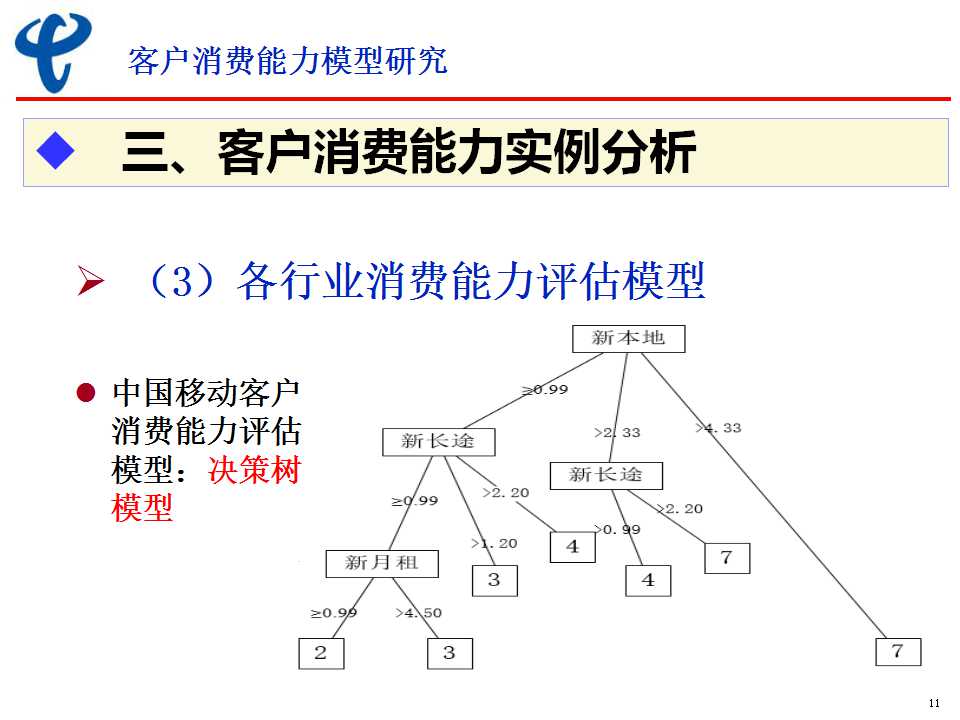 客户消费能力模型研究
三、客户消费能力实例分析
（3）各行业消费能力评估模型
中国移动客户
消费能力评估
模型：决策树
模型
新本地
≥0.99
>2.33
>4.33
新长途
新长途
≥0.99
>1.20
>2.20
>0.99
>2.20
新月租
3
4
4
7
≥0.99
>4.50
2
3
7
11